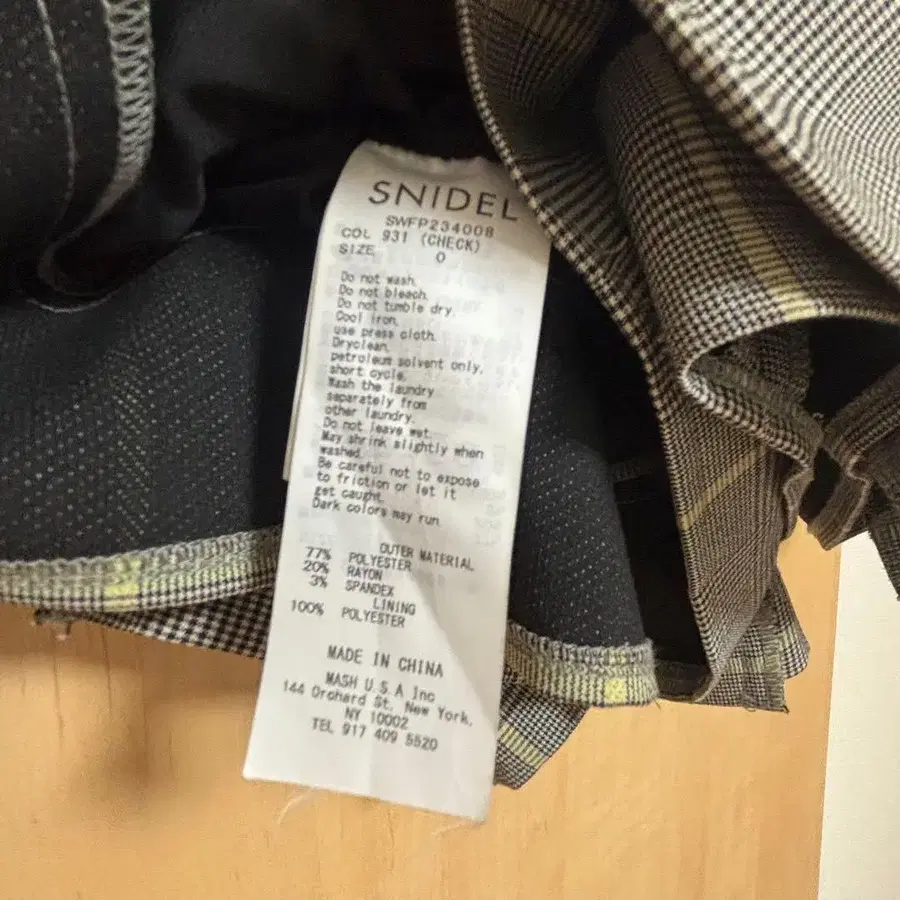 SNIDEL
SWFP234008
COL 931 (CHECK)
SIZE 0
Do not wash.
Do not bleach.
Do not tumble dry.
Cool iron.
use press cloth.
Dryclean.
petroleum solvent only.
short cycle.
Wash the laundry
separately from
other laundry.
Do not leave wet.
May shrink slightly when
washed.
Be careful not to expose
to friction or let it
get caught.
Dark colors may run.
OUTER MATERIAL
77% POLYESTER
20% RAYON
3% SPANDEX
LINING
100% POLYESTER
MADE IN CHINA
MASH U.S.A Inc
144 Orchard St. New York,
NY 10002
TEL 917 409 5520